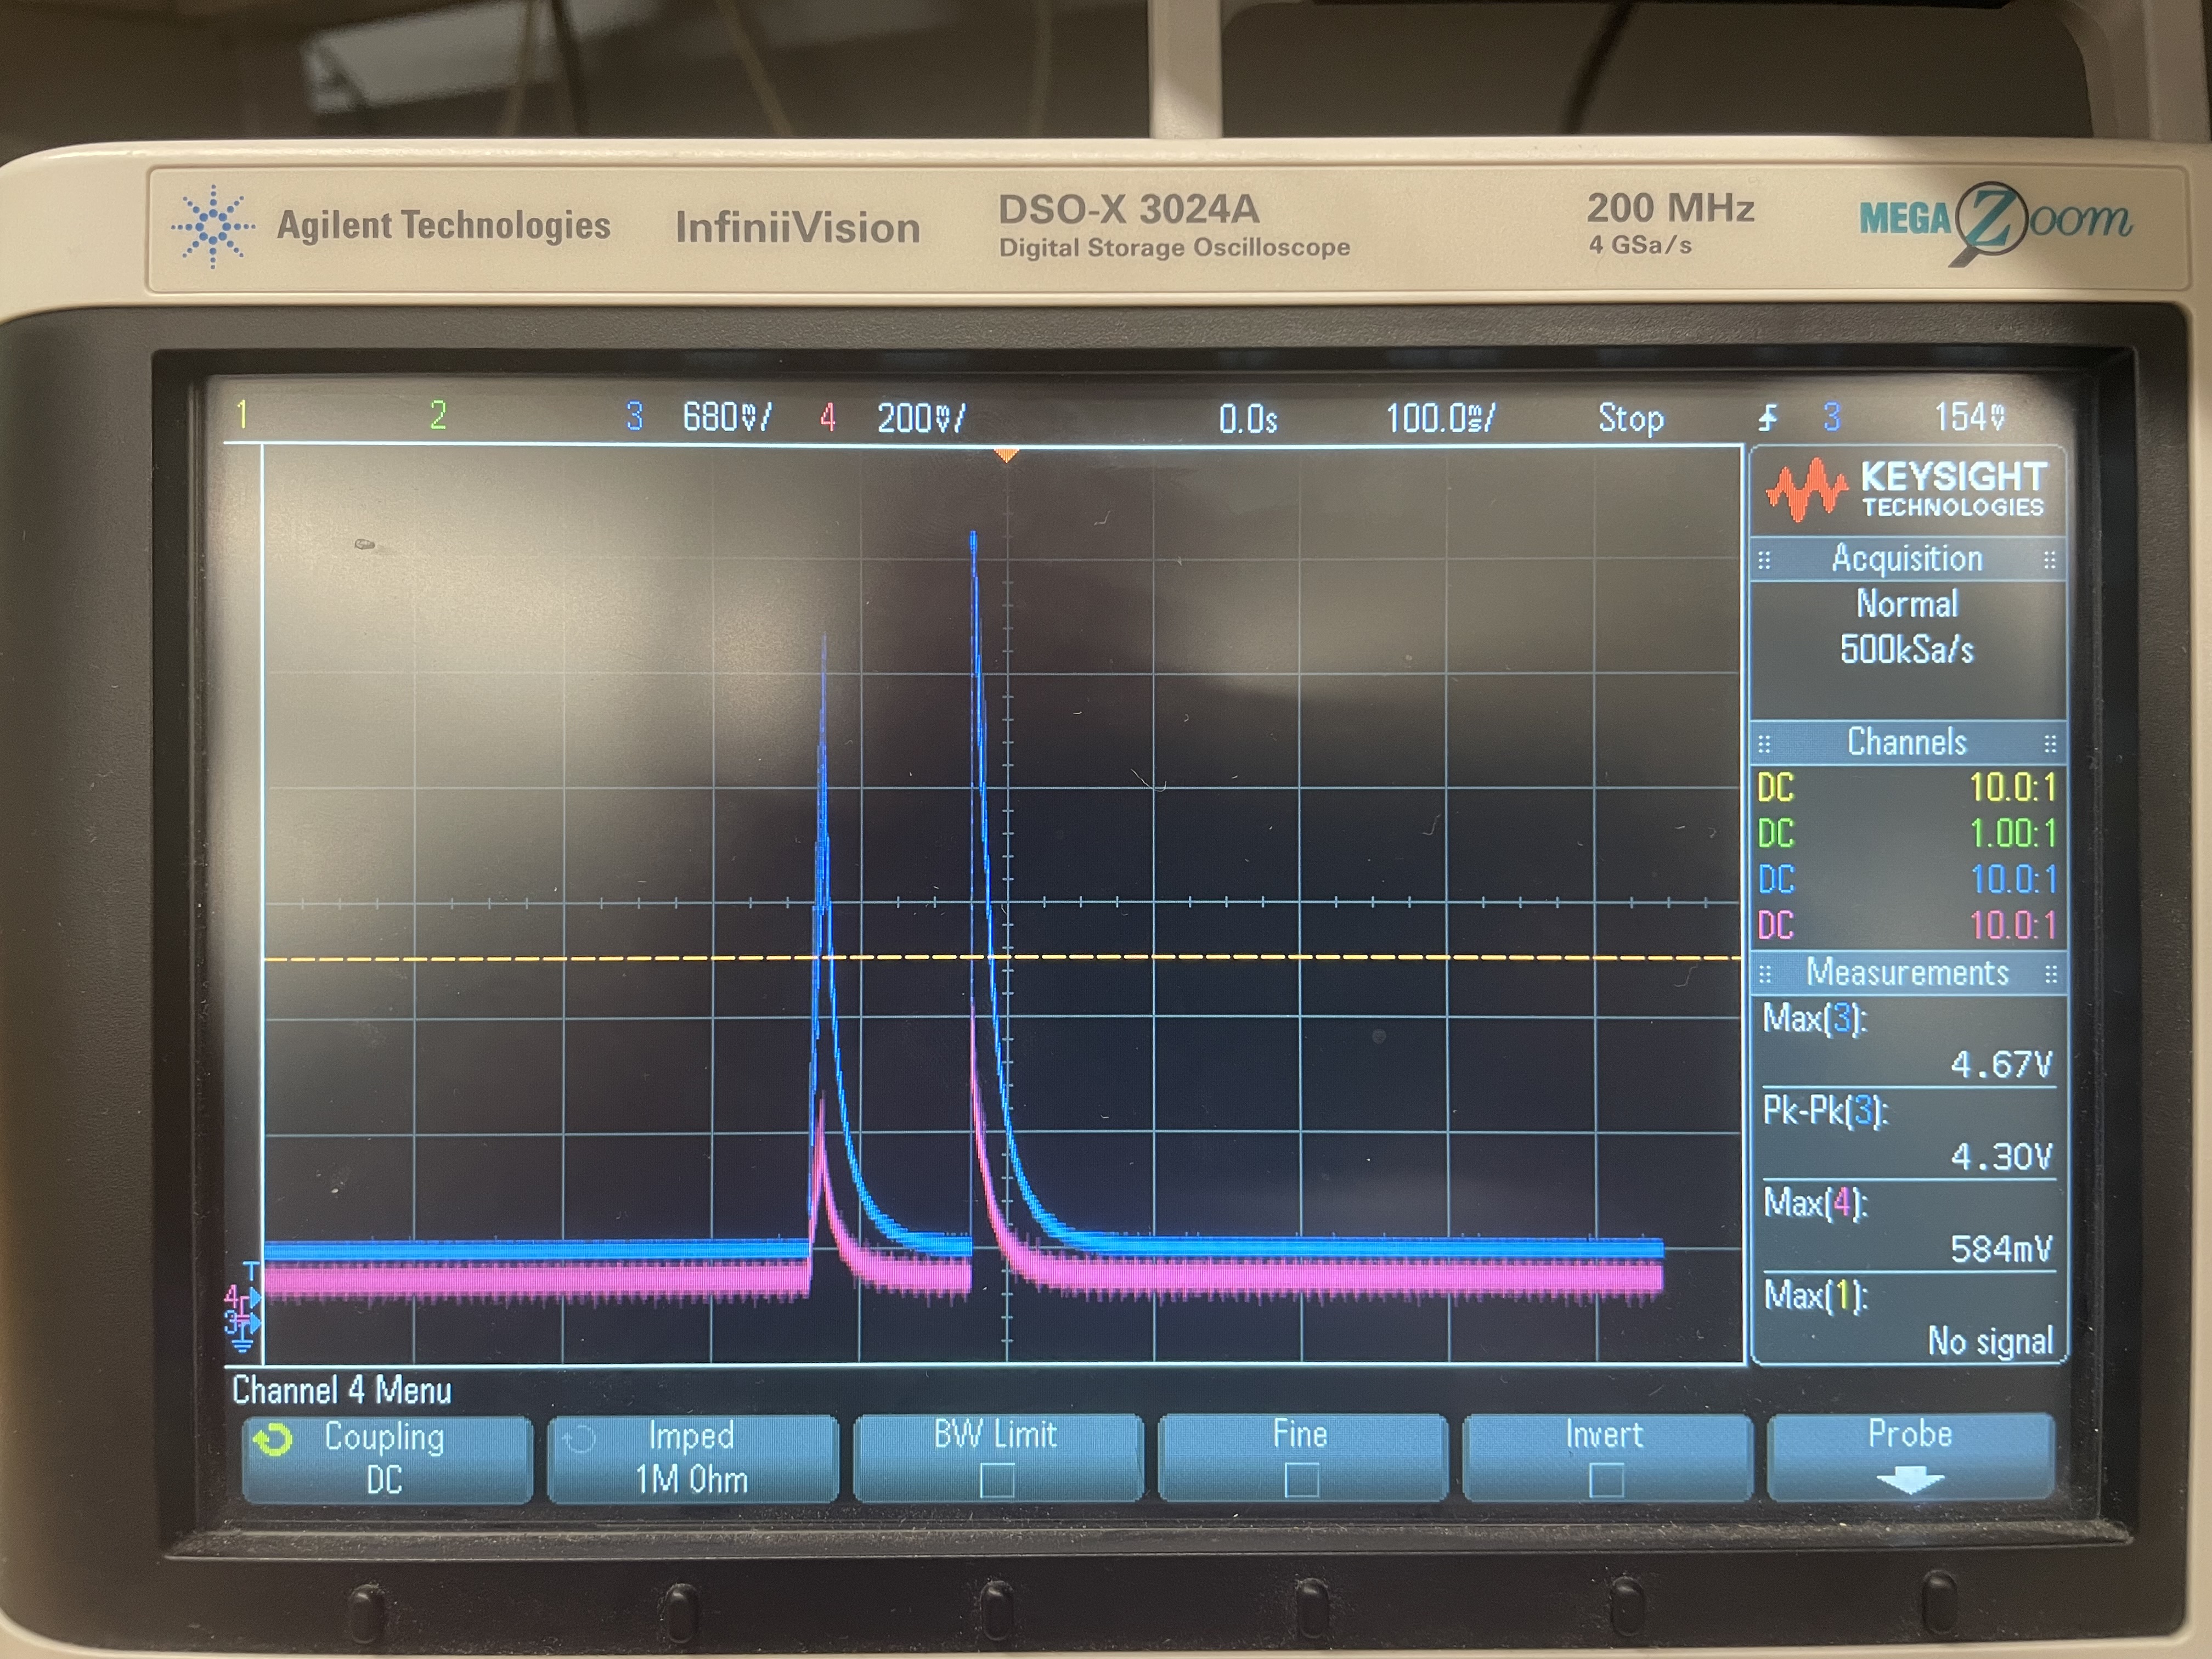 Agilent Technologies InfiniiVision DSO-X 3024A 200 MHz MEGA Zoom
Digital Storage Oscilloscope 4 GSa/s
1 2 3 680mV/ 4 200mV/ 0.0s 100.0ms/ Stop 3 154mV
KEYSIGHT
TECHNOLOGIES
Acquisition
Normal
500kSa/s
Channels
DC 10.0:1
DC 1.00:1
DC 10.0:1
DC 10.0:1
Measurements
Max(3):
4.67V
Pk-Pk(3):
4.30V
Max(4):
584mV
Max(1):
No signal
T
4
3
Channel 4 Menu
Coupling Imped BW Limit Fine Invert Probe
DC 1M Ohm